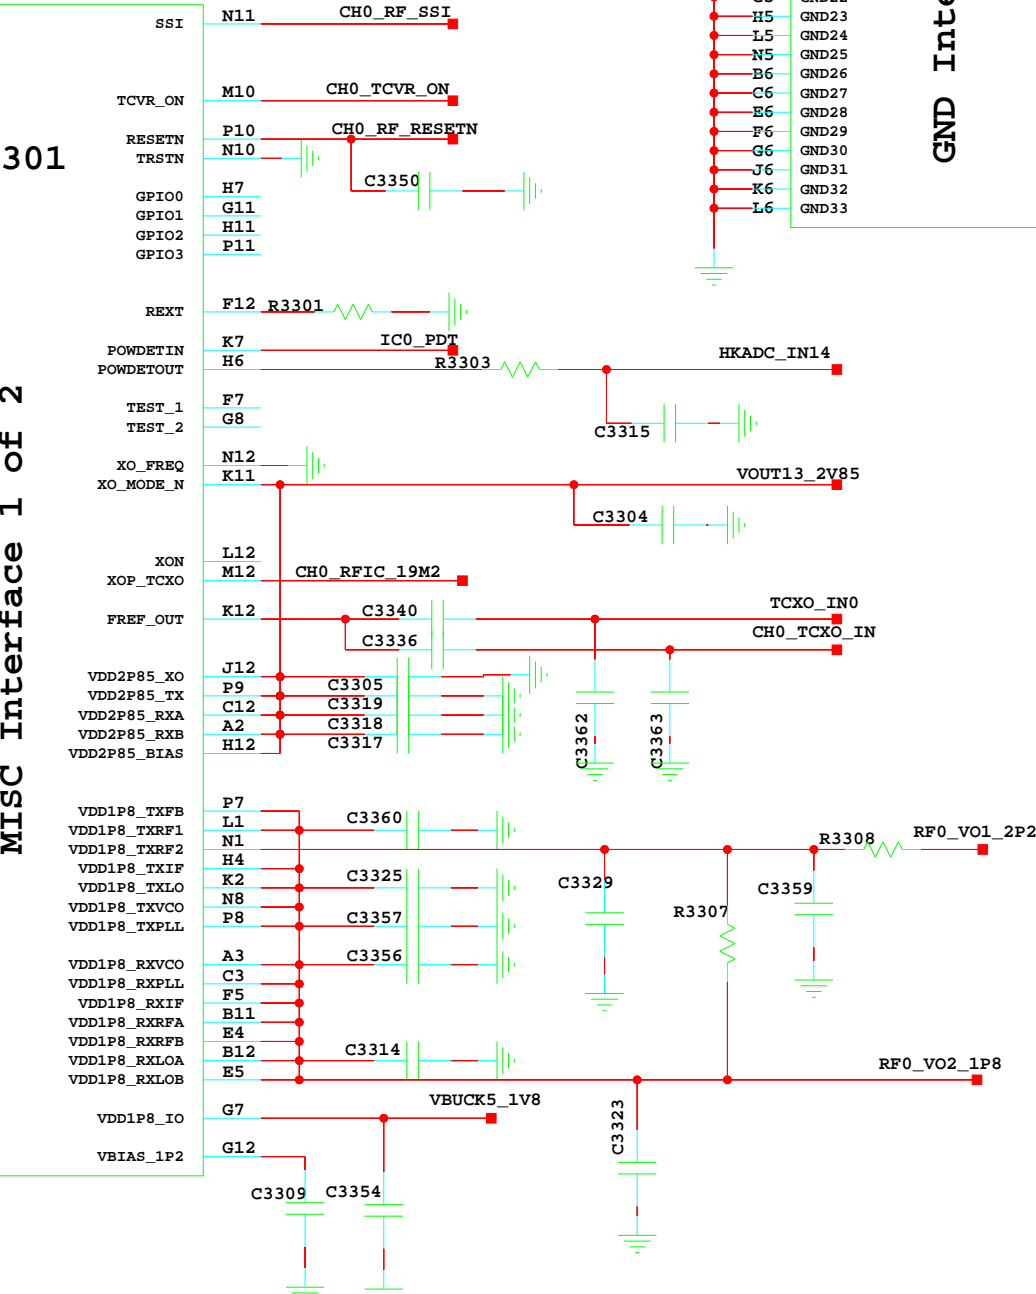 301
MISC Interface 1 of 2
SSI N11 CH0_RF_SSI
TCVR_ON M10 CH0_TCVR_ON
RESETN P10 CH0_RF_RESETN
TRSTN N10
C3350
GPIO0 H7
GPIO1 G11
GPIO2 H11
GPIO3 P11
REXT F12 R3301
POWDETIN K7 IC0_PDT
POWDETOUT H6 R3303 HKADC_IN14
C3315
TEST_1 F7
TEST_2 G8
XO_FREQ N12
XO_MODE_N K11 VOUT13_2V85
C3304
XON L12
XOP_TCXO M12 CH0_RFIC_19M2
FREF_OUT K12 C3340 TCXO_IN0
C3336 CH0_TCXO_IN
VDD2P85_XO J12 C3305
VDD2P85_TX P9 C3319
VDD2P85_RXA C12 C3318
VDD2P85_RXB A2 C3317
VDD2P85_BIAS H12
C3362
C3363
VDD1P8_TXFB P7 C3360
VDD1P8_TXRF1 L1
VDD1P8_TXRF2 N1 R3308 RF0_VO1_2P2
VDD1P8_TXIF H4
VDD1P8_TXLO K2 C3325 C3329 C3359
VDD1P8_TXVCO N8 R3307
VDD1P8_TXPLL P8 C3357
VDD1P8_RXVCO A3 C3356
VDD1P8_RXPLL C3
VDD1P8_RXIF F5
VDD1P8_RXRFA B11
VDD1P8_RXRFB E4
VDD1P8_RXLOA B12 C3314
VDD1P8_RXLOB E5 RF0_VO2_1P8
VDD1P8_IO G7 VBUCK5_1V8
C3323
VBIAS_1P2 G12
C3309 C3354
H5 GND23
L5 GND24
N5 GND25
B6 GND26
C6 GND27
E6 GND28
F6 GND29
G6 GND30
J6 GND31
K6 GND32
L6 GND33
GND Inte